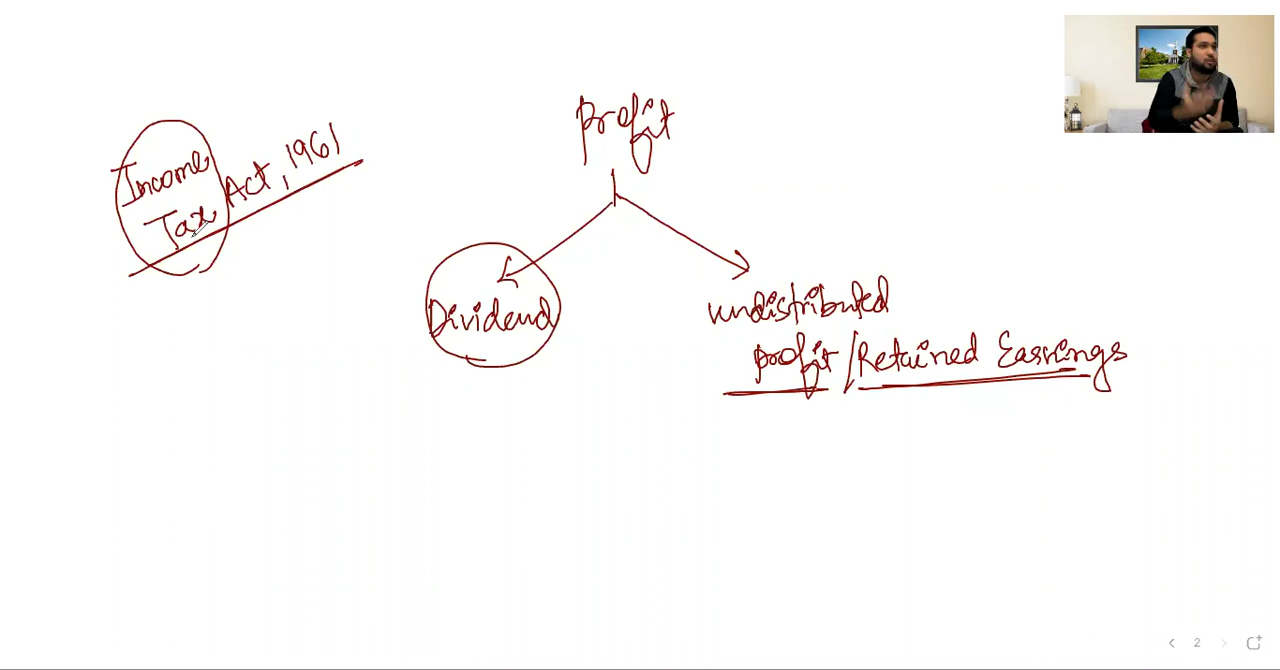 Profit
Income
Tax Act, 1961
Dividend
undistributed
profit / Retained Earnings
2